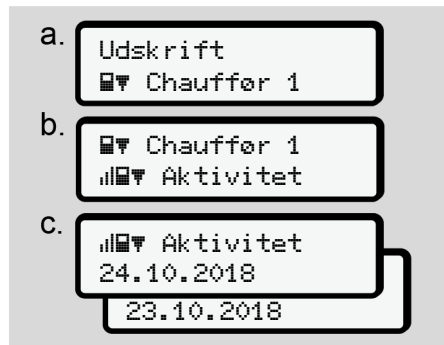 a.
Udskrift
Chauffør 1
b.
Chauffør 1
Aktivitet
c.
Aktivitet
24.10.2018
23.10.2018